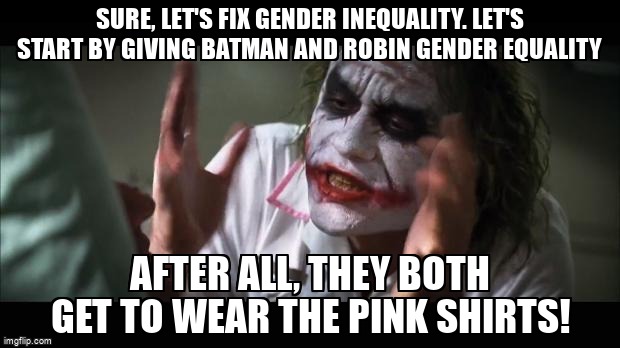 SURE, LET'S FIX GENDER INEQUALITY. LET'S
START BY GIVING BATMAN AND ROBIN GENDER EQUALITY
AFTER ALL, THEY BOTH
GET TO WEAR THE PINK SHIRTS!
imgflip.com